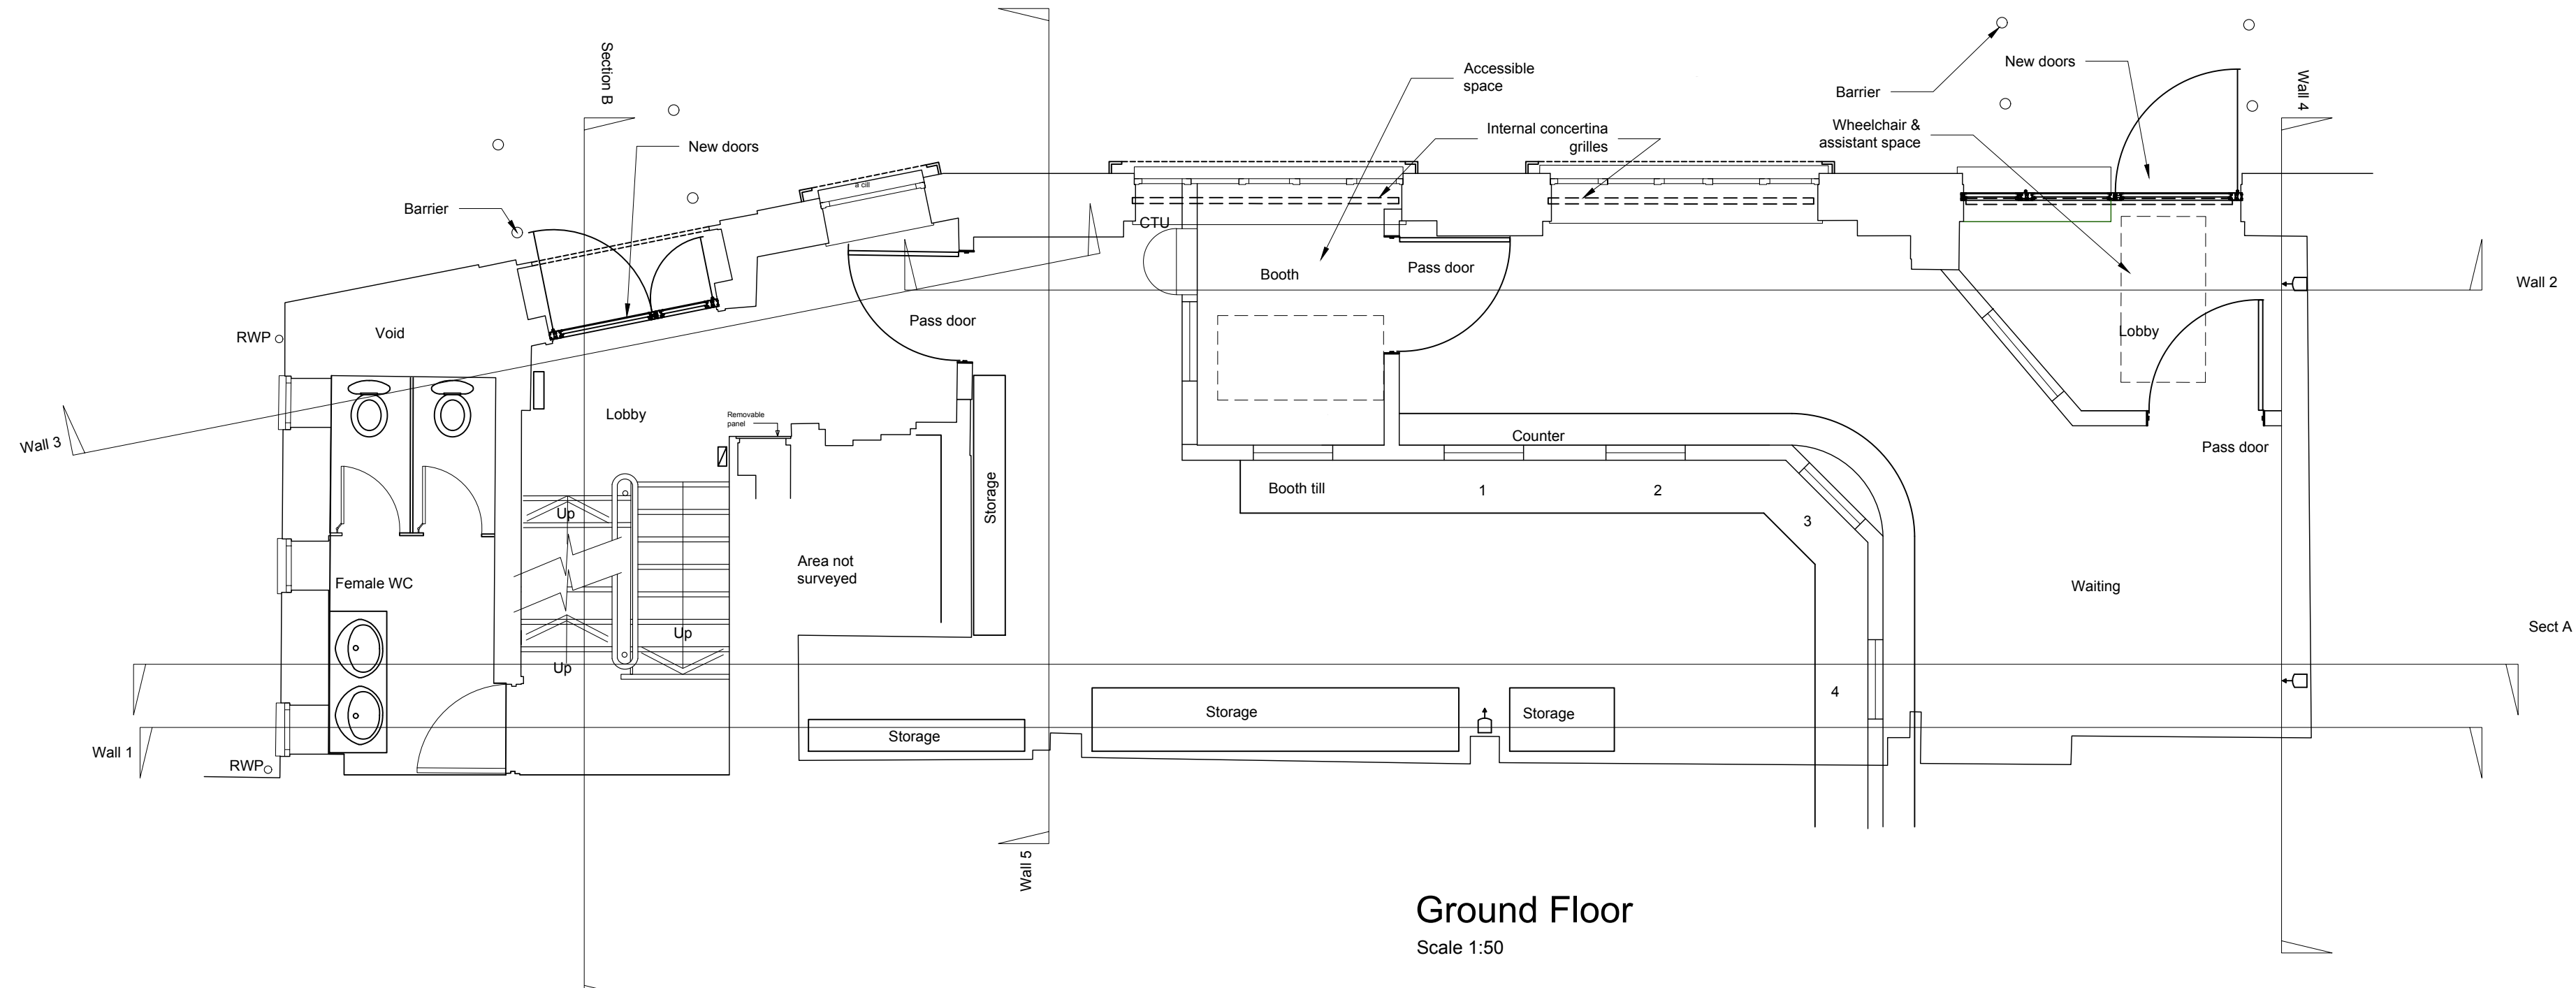 Section B
New doors
Barrier
a cill
Accessible
space
Internal concertina
grilles
New doors
Barrier
Wheelchair &
assistant space
Wall 4
CTU
Booth
Pass door
Wall 2
RWP
Void
Pass door
Lobby
Wall 3
Lobby
Removable
panel
Counter
Pass door
Storage
Booth till
1
2
3
Up
Area not
surveyed
Female WC
Waiting
Up
Sect A
Up
4
Storage
Storage
Storage
Wall 1
RWP
Wall 5
Ground Floor
Scale 1:50